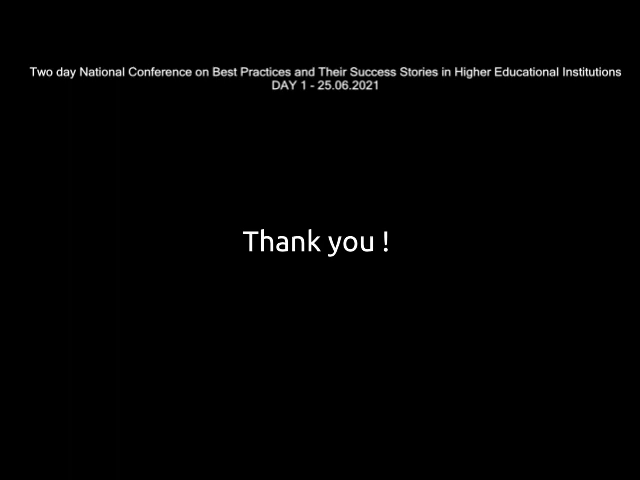 Two day National Conference on Best Practices and Their Success Stories in Higher Educational Institutions
DAY 1 - 25.06.2021
Thank you !